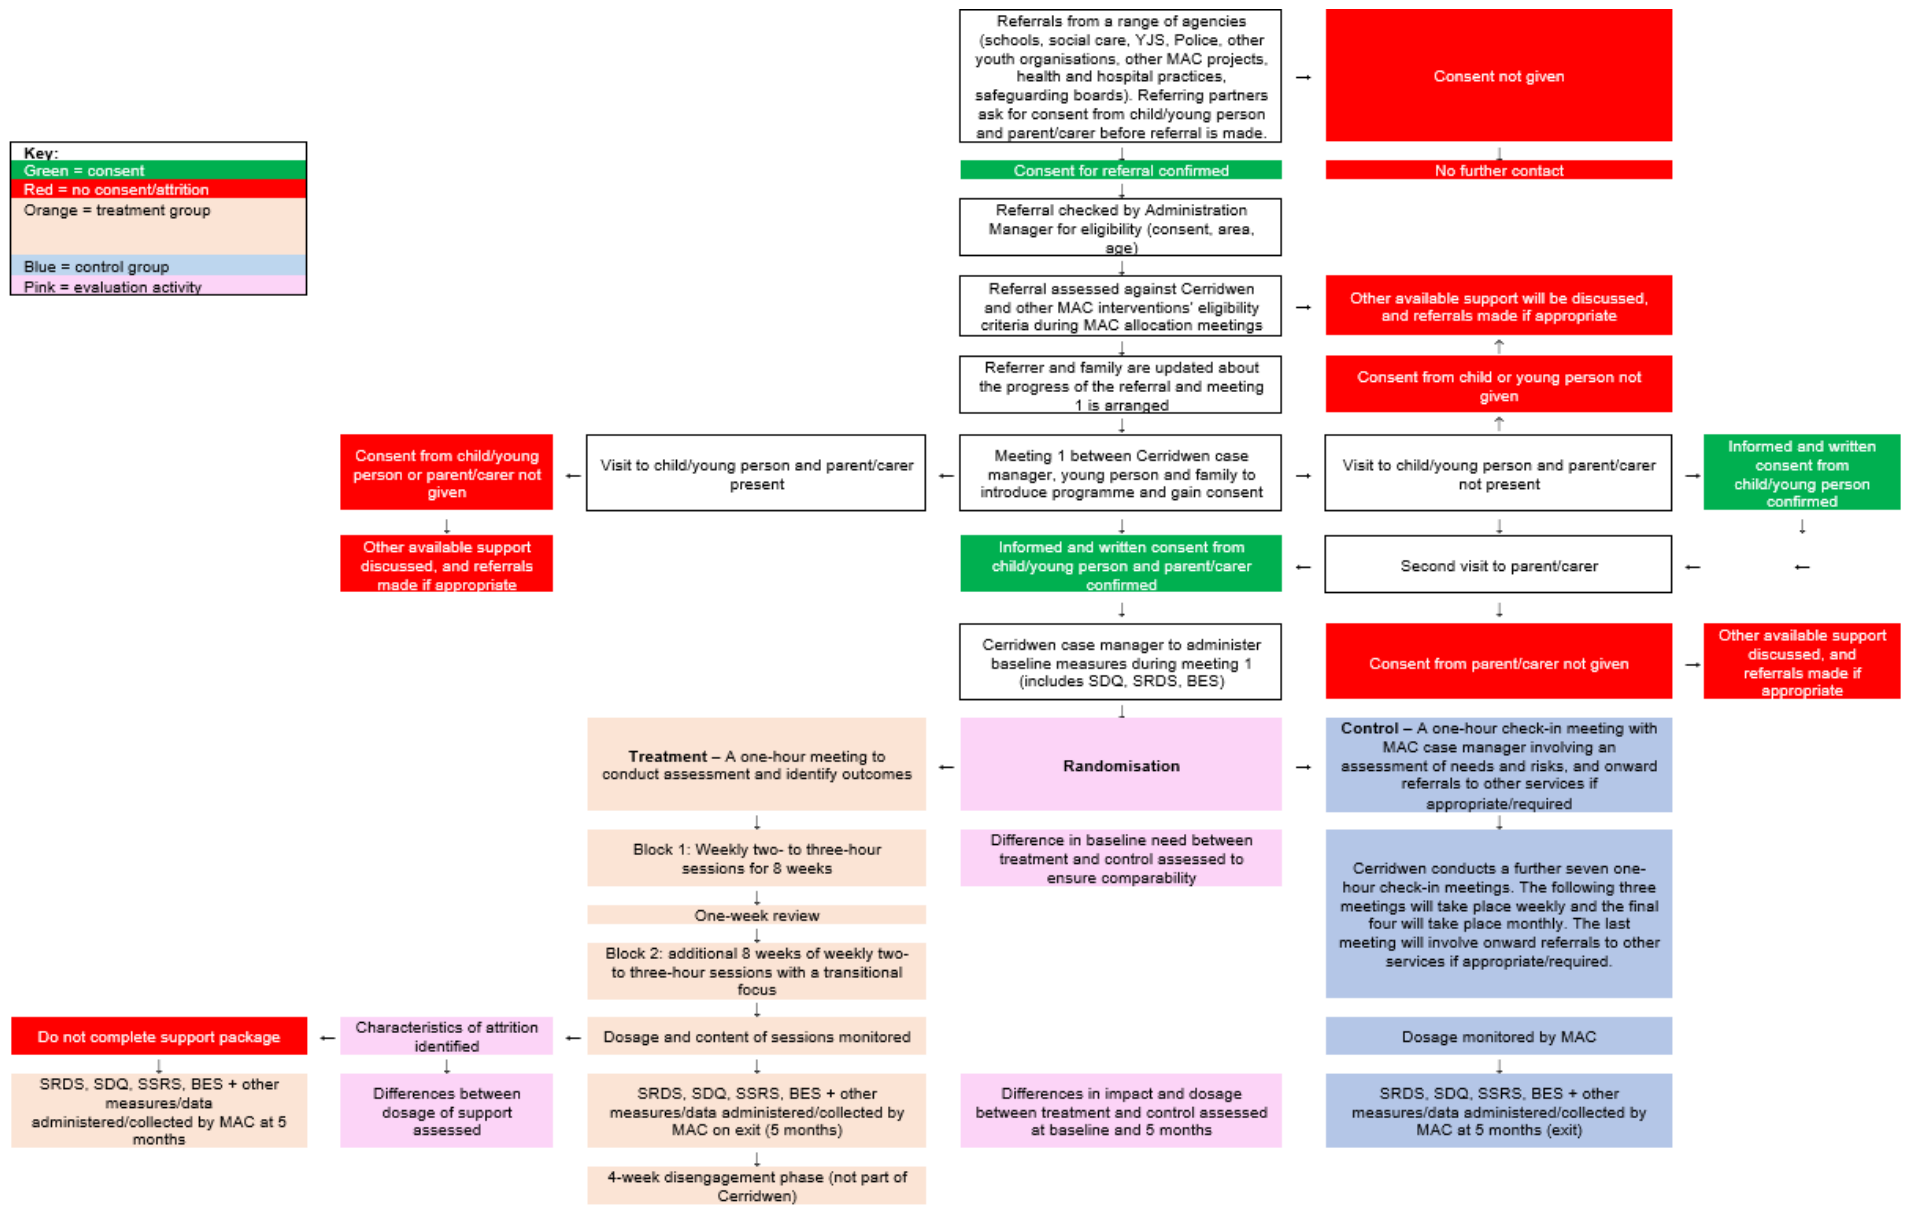 Referrals from a range of agencies
(schools, social care, YJS, Police, other
youth organisations, other MAC projects,
health and hospital practices,
safeguarding boards). Referring partners
ask for consent from child/young person
and parent/carer before referral is made.
→
Consent not given
Key:
Green = consent
Red = no consent/attrition
Orange = treatment group
Blue = control group
Pink = evaluation activity
↓
↓
Consent for referral confirmed
No further contact
↓
Referral checked by Administration
Manager for eligibility (consent, area,
age)
↓
Referral assessed against Cerridwen
and other MAC interventions' eligibility
criteria during MAC allocation meetings
→
Other available support will be discussed,
and referrals made if appropriate
↓
↑
Referrer and family are updated about
the progress of the referral and meeting
1 is arranged
Consent from child or young person not
given
↓
↑
Consent from child/young
person or parent/carer not
given
←
Visit to child/young person and parent/carer
present
←
Meeting 1 between Cerridwen case
manager, young person and family to
introduce programme and gain consent
→
Visit to child/young person and parent/carer
not present
→
Informed and written
consent from
child/young person
confirmed
↓
↓
↓
↓
Other available support
discussed, and referrals
made if appropriate
Informed and written consent from
child/young person and parent/carer
confirmed
←
Second visit to parent/carer
←
←
↓
↓
Cerridwen case manager to administer
baseline measures during meeting 1
(includes SDQ, SRDS, BES)
Consent from parent/carer not given
→
Other available support
discussed, and
referrals made if
appropriate
↓
Treatment – A one-hour meeting to
conduct assessment and identify outcomes
←
Randomisation
→
Control – A one-hour check-in meeting with
MAC case manager involving an
assessment of needs and risks, and onward
referrals to other services if
appropriate/required
↓
↓
Block 1: Weekly two- to three-hour
sessions for 8 weeks
Difference in baseline need between
treatment and control assessed to
ensure comparability
Cerridwen conducts a further seven one-
hour check-in meetings. The following three
meetings will take place weekly and the final
four will take place monthly. The last
meeting will involve onward referrals to other
services if appropriate/required.
↓
One-week review
↓
Block 2: additional 8 weeks of weekly two-
to three-hour sessions with a transitional
focus
↓
Do not complete support package
←
Characteristics of attrition
identified
←
Dosage and content of sessions monitored
Dosage monitored by MAC
↓
↓
↓
↓
SRDS, SDQ, SSRS, BES + other
measures/data
administered/collected by MAC at 5
months
Differences between
dosage of support
assessed
SRDS, SDQ, SSRS, BES + other
measures/data administered/collected by
MAC on exit (5 months)
Differences in impact and dosage
between treatment and control assessed
at baseline and 5 months
SRDS, SDQ, SSRS, BES + other
measures/data administered/collected by
MAC at 5 months (exit)
↓
4-week disengagement phase (not part of
Cerridwen)